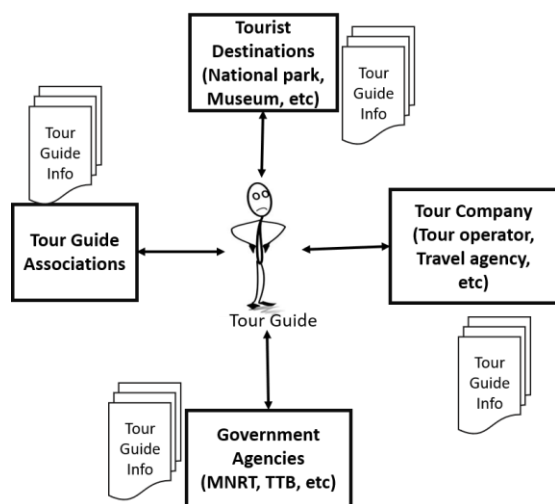 Tourist
Destinations
(National park,
Museum, etc)
Tour
Guide
Info
Tour
Guide
Info
Tour Guide
Associations
Tour Company
(Tour operator,
Travel agency,
etc)
Tour Guide
Tour
Guide
Info
Tour
Guide
Info
Government
Agencies
(MNRT, TTB, etc)